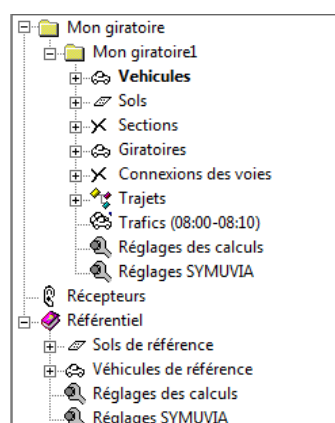 Mon giratoire
Mon giratoire1
Vehicules
Sols
Sections
Giratoires
Connexions des voies
Trajets
Trafics (08:00-08:10)
Réglages des calculs
Réglages SYMUVIA
Récepteurs
Référentiel
Sols de référence
Véhicules de référence
Réglages des calculs
Réglages SYMUVIA